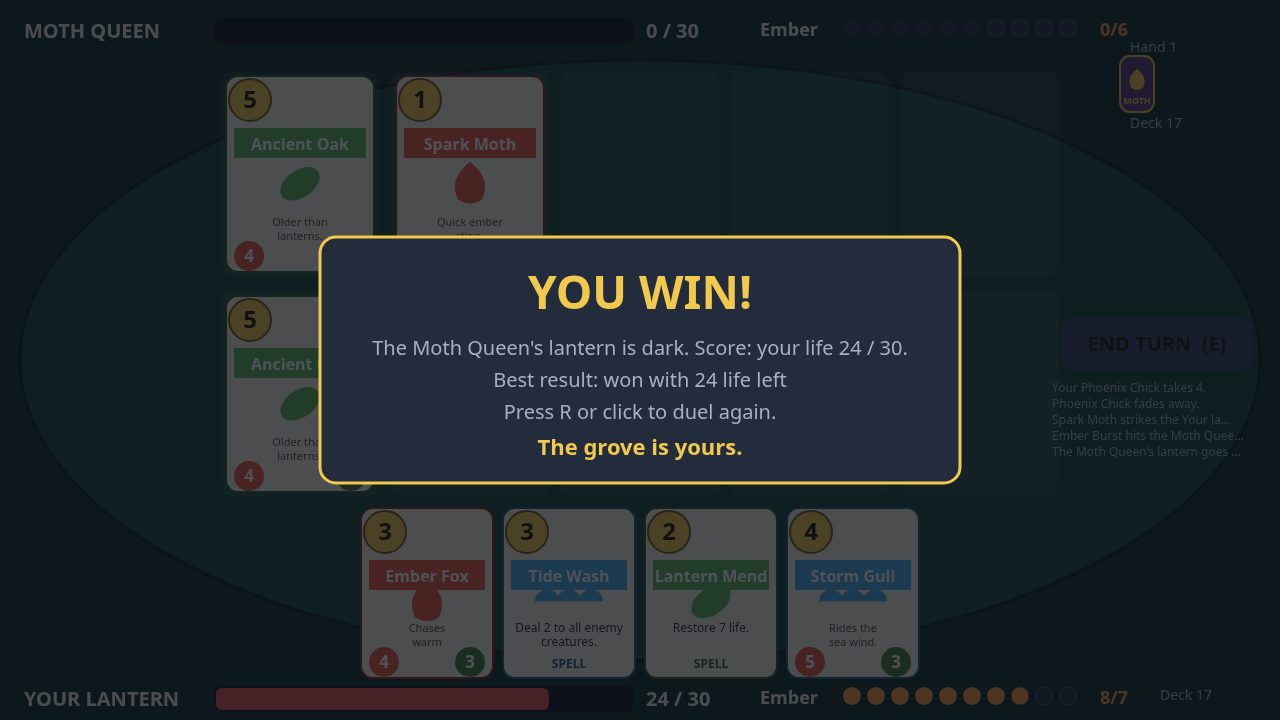 MOTH QUEEN
0 / 30
Ember
0/6
Hand 1
MOTH
Deck 17
5
Ancient Oak
Older than
lanterns.
4
1
Spark Moth
Quick ember
5
Ancient
Older
lanterns
4
YOU WIN!
The Moth Queen's lantern is dark. Score: your life 24 / 30.
Best result: won with 24 life left
Press R or click to duel again.
The grove is yours.
END TURN (E)
Your Phoenix Chick takes 4.
Phoenix Chick fades away.
Spark Moth strikes the Your la...
Ember Burst hits the Moth Quee...
The Moth Queen's lantern goes ...
3
Ember Fox
Chases
warm
4
3
3
Tide Wash
Deal 2 to all enemy
creatures.
SPELL
2
Lantern Mend
Restore 7 life.
SPELL
4
Storm Gull
Rides the
sea wind.
5
3
YOUR LANTERN
24 / 30
Ember
8/7
Deck 17